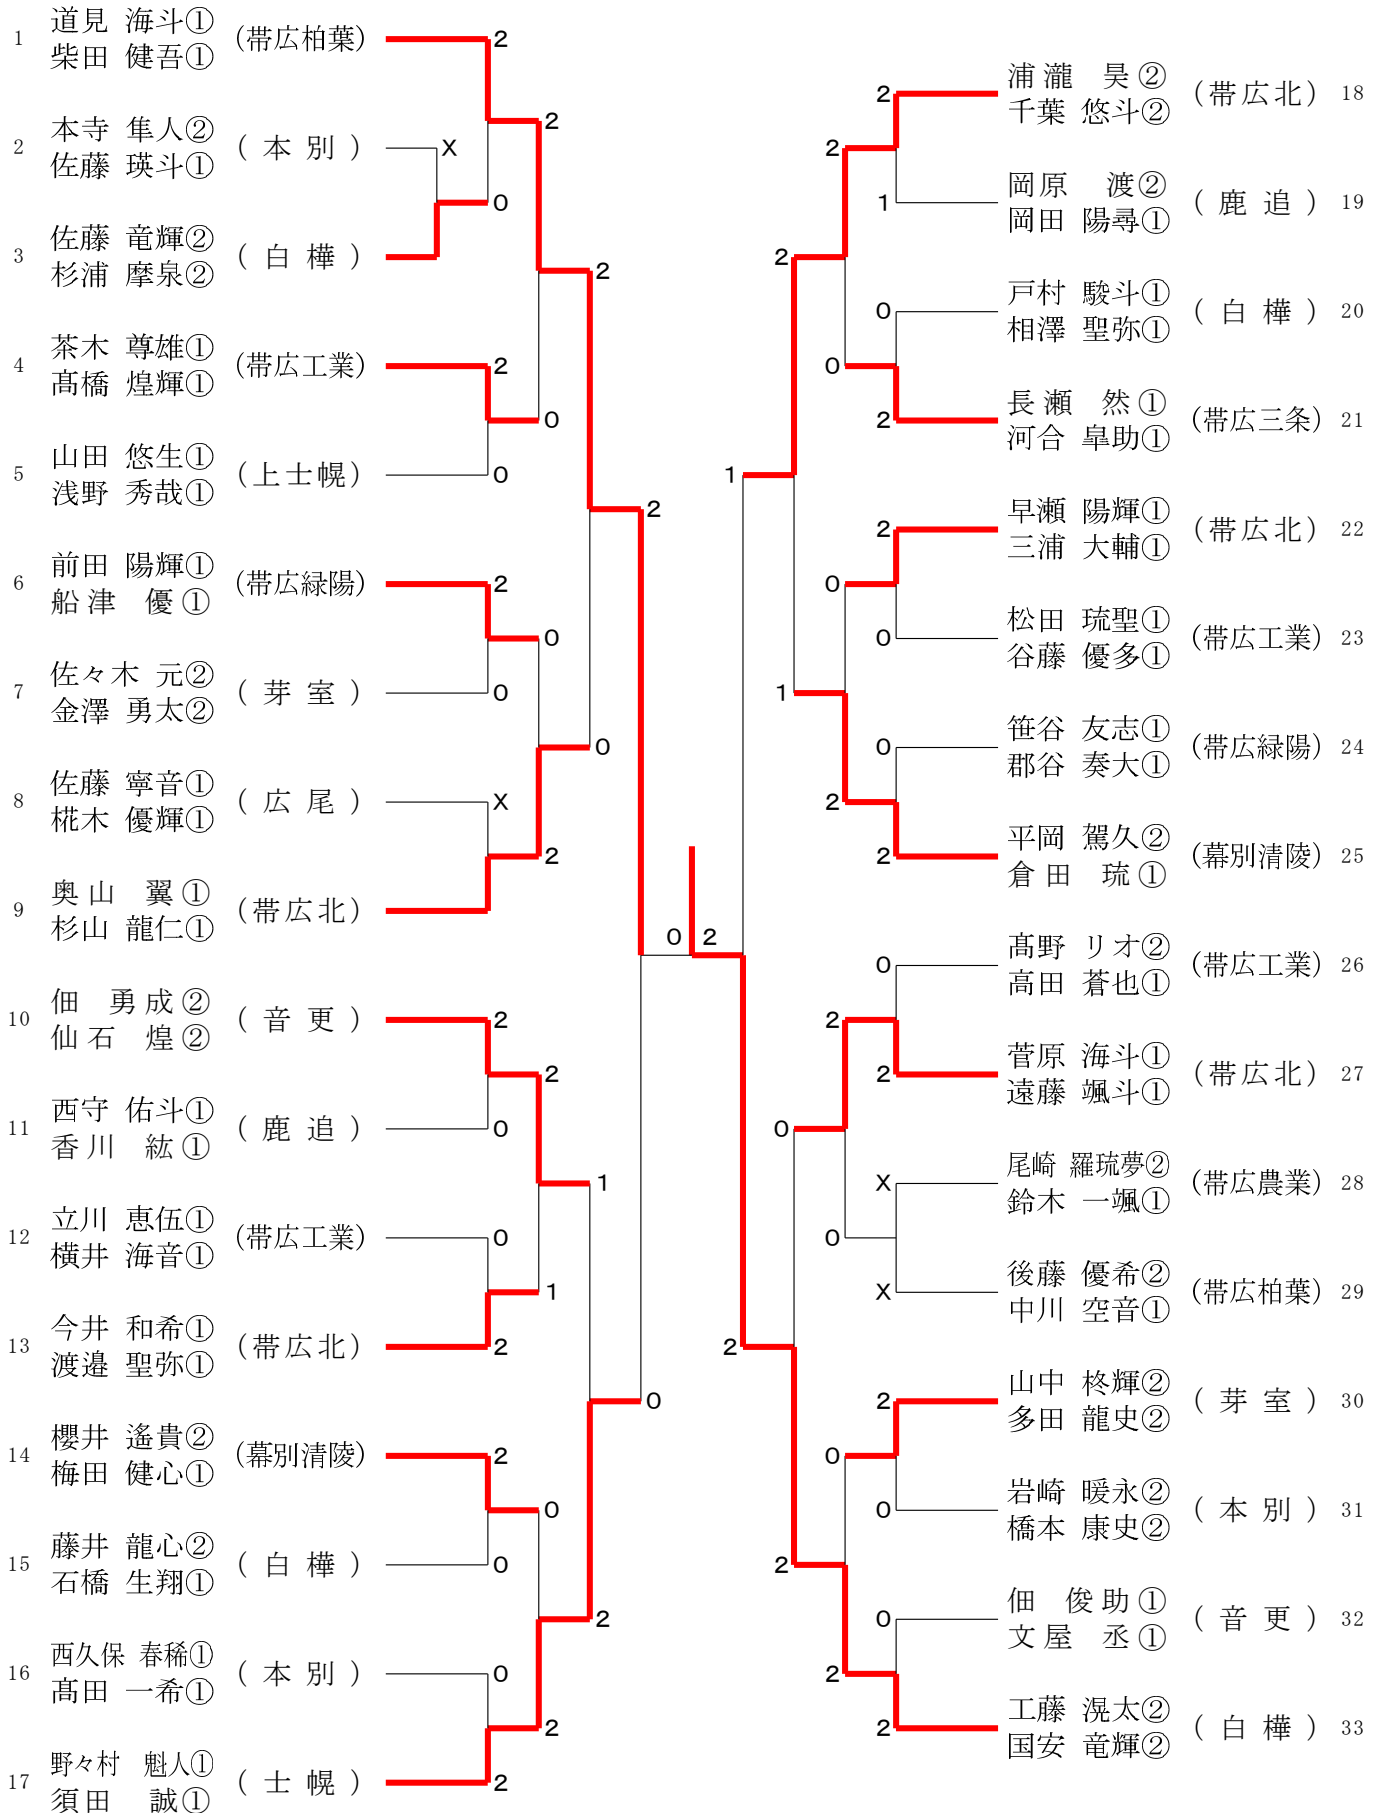 1 道見 海斗① (帯広柏葉) 2
柴田 健吾①
2
2 本寺 隼人② ( 本 別 ) X
佐藤 瑛斗①
0
3 佐藤 竜輝② ( 白 樺 )
杉浦 摩泉②
2
4 茶木 尊雄① (帯広工業) 2
髙橋 煌輝①
0
5 山田 悠生① (上士幌) 0
浅野 秀哉①
2
6 前田 陽輝① (帯広緑陽) 2
船津 優①
0
7 佐々木 元② ( 芽 室 ) 0
金澤 勇太②
0
8 佐藤 寧音① ( 広 尾 ) X
椛木 優輝①
2
9 奥山 翼① (帯広北)
杉山 龍仁①
0 2
10 佃 勇成② ( 音 更 ) 2
仙石 煌②
2
11 西守 佑斗① ( 鹿 追 ) 0
香川 紘①
1
12 立川 恵伍① (帯広工業) 0
横井 海音①
1
13 今井 和希① (帯広北) 2
渡邉 聖弥①
0
14 櫻井 遙貴② (幕別清陵) 2
梅田 健心①
0
15 藤井 龍心② ( 白 樺 ) 0
石橋 生翔①
2
16 西久保 春稀① ( 本 別 ) 0
髙田 一希①
2
17 野々村 魁人① ( 士 幌 ) 2
須田 誠①
2 浦瀧 昊② (帯広北) 18
千葉 悠斗②
2
1 岡原 渡② ( 鹿 追 ) 19
岡田 陽尋①
2
0 戸村 駿斗① ( 白 樺 ) 20
相澤 聖弥①
0
2 長瀬 然① (帯広三条) 21
河合 皐助①
1
2 早瀬 陽輝① (帯広北) 22
三浦 大輔①
0
0 松田 琉聖① (帯広工業) 23
谷藤 優多①
1
0 笹谷 友志① (帯広緑陽) 24
郡谷 奏大①
2
2 平岡 駕久② (幕別清陵) 25
倉田 琉①
0 髙野 リオ② (帯広工業) 26
高田 蒼也①
2
2 菅原 海斗① (帯広北) 27
遠藤 颯斗①
0
X 尾崎 羅琉夢② (帯広農業) 28
鈴木 一颯①
0
X 後藤 優希② (帯広柏葉) 29
中川 空音①
2
2 山中 柊輝② ( 芽 室 ) 30
多田 龍史②
0
0 岩崎 暖永② ( 本 別 ) 31
橋本 康史②
2
0 佃 俊助① ( 音 更 ) 32
文屋 丞①
2
2 工藤 滉太② ( 白 樺 ) 33
国安 竜輝②